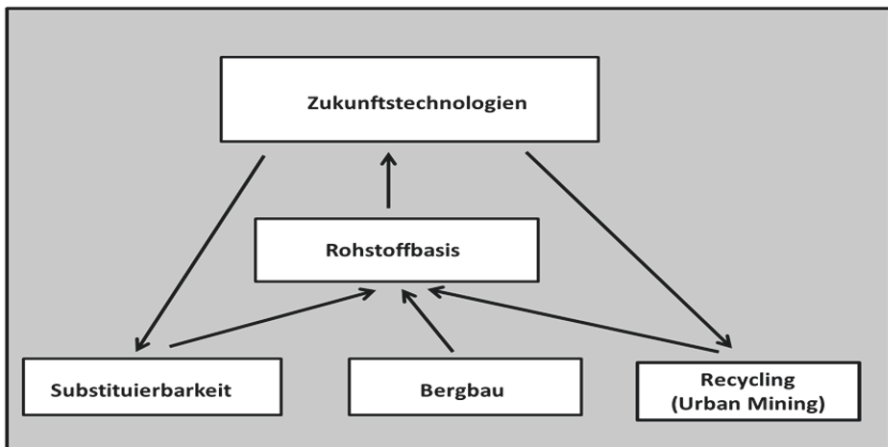 Zukunftstechnologien
Rohstoffbasis
Substituierbarkeit
Bergbau
Recycling
(Urban Mining)